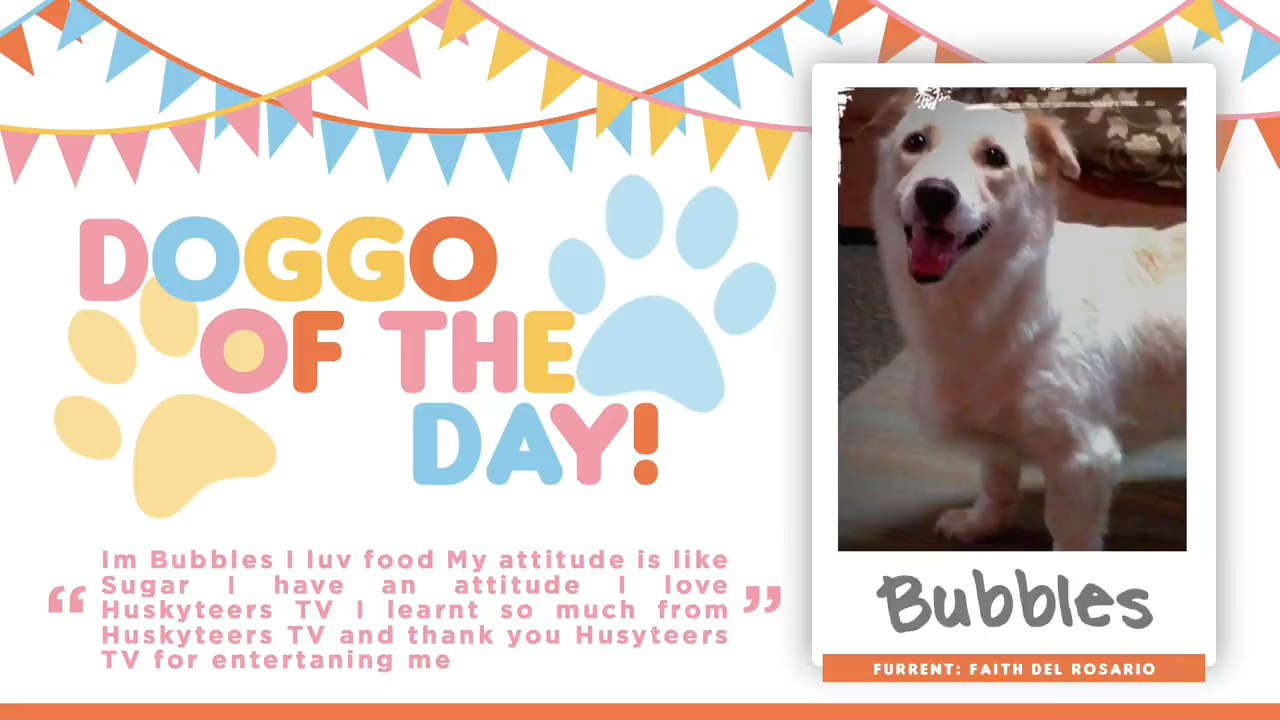 DOGGO
OF THE
DAY!
“ Im Bubbles I luv food My attitude is like
Sugar I have an attitude I love
Huskyteers TV I learnt so much from
Huskyteers TV and thank you Husyteers
TV for entertaning me ”
Bubbles
FURRENT: FAITH DEL ROSARIO